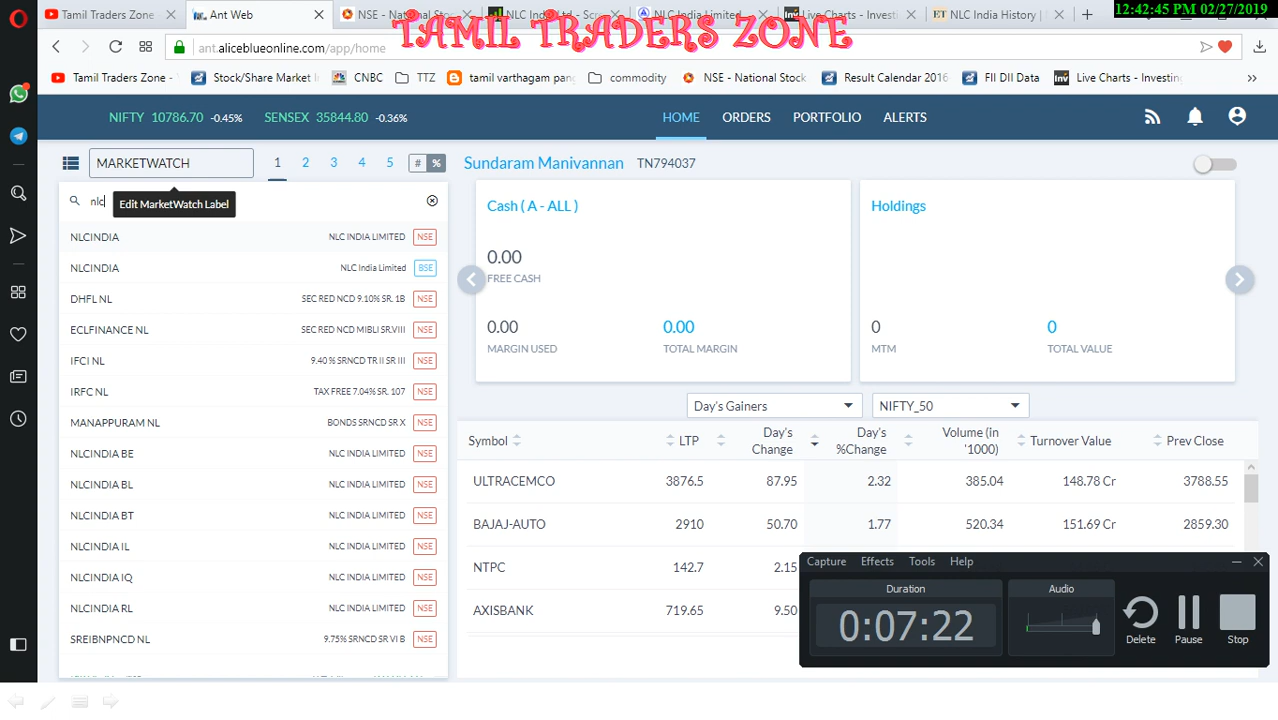 Tamil Traders Zone
Ant Web
NSE - National Sto
NLC India Ltd - Scr
NLC India Limited
Live Charts - Investi
NLC India History |
12:42:45 PM 02/27/2019
TAMIL TRADERS ZONE
ant.aliceblueonline.com/app/home
Tamil Traders Zone -
Stock/Share Market I
CNBC
TTZ
tamil varthagam pan
commodity
NSE - National Stock
Result Calendar 2016
FII DII Data
Live Charts - Investin
NIFTY 10786.70 -0.45% SENSEX 35844.80 -0.36%
HOME ORDERS PORTFOLIO ALERTS
MARKETWATCH 1 2 3 4 5 # %
Sundaram Manivannan TN794037
nlc
Edit MarketWatch Label
NLCINDIA NLC INDIA LIMITED NSE
NLCINDIA NLC India Limited BSE
DHFL NL SEC RED NCD 9.10% SR. 1B NSE
ECLFINANCE NL SEC RED NCD MIBLI SR.VIII NSE
IFCI NL 9.40 % SRNCD TR II SR III NSE
IRFC NL TAX FREE 7.04% SR. 107 NSE
MANAPPURAM NL BONDS SRNCD SR X NSE
NLCINDIA BE NLC INDIA LIMITED NSE
NLCINDIA BL NLC INDIA LIMITED NSE
NLCINDIA BT NLC INDIA LIMITED NSE
NLCINDIA IL NLC INDIA LIMITED NSE
NLCINDIA IQ NLC INDIA LIMITED NSE
NLCINDIA RL NLC INDIA LIMITED NSE
SREIBNPNCD NL 9.75% SRNCD SR VI B NSE
Cash ( A - ALL )
0.00
FREE CASH
0.00 0.00
MARGIN USED TOTAL MARGIN
Holdings
0 0
MTM TOTAL VALUE
Day's Gainers NIFTY_50
Symbol LTP Day's Change Day's %Change Volume (in '1000) Turnover Value Prev Close
ULTRACEMCO 3876.5 87.95 2.32 385.04 148.78 Cr 3788.55
BAJAJ-AUTO 2910 50.70 1.77 520.34 151.69 Cr 2859.30
NTPC 142.7 2.15
AXISBANK 719.65 9.50
Capture Effects Tools Help
Duration Audio
0:07:22
Delete Pause Stop